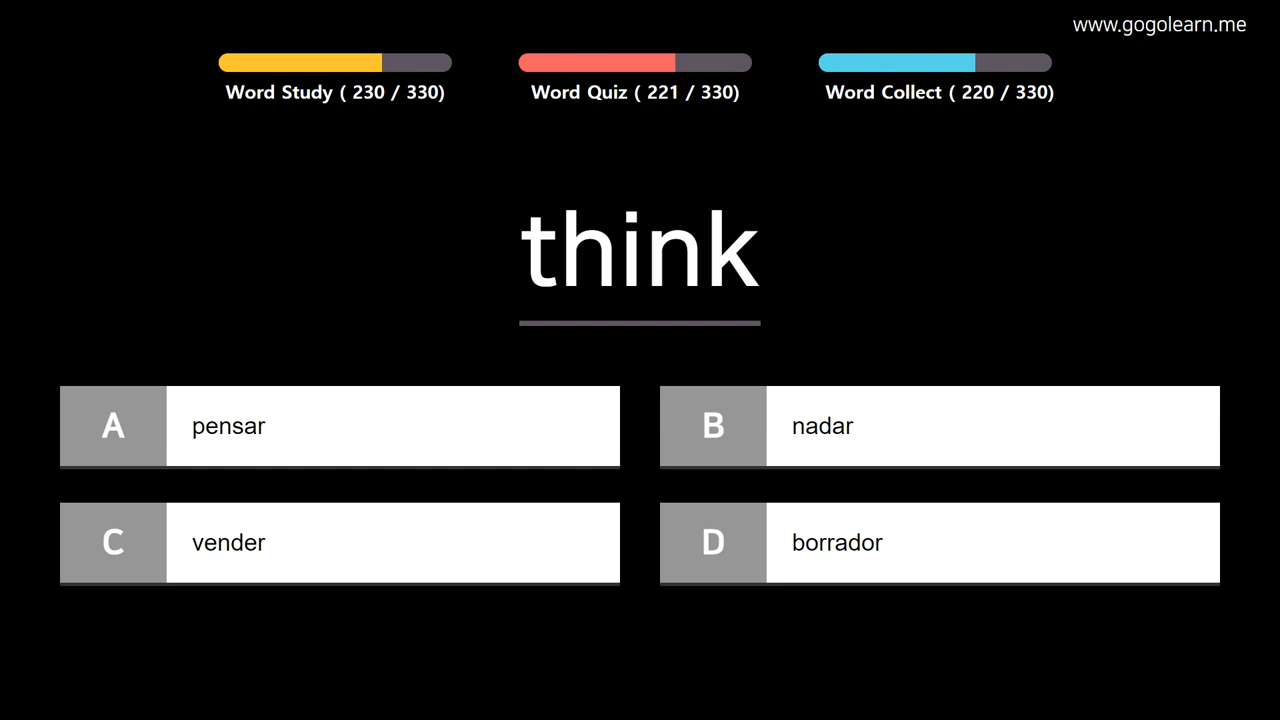 www.gogolearn.me
Word Study ( 230 / 330)
Word Quiz ( 221 / 330)
Word Collect ( 220 / 330)
think
A pensar
B nadar
C vender
D borrador